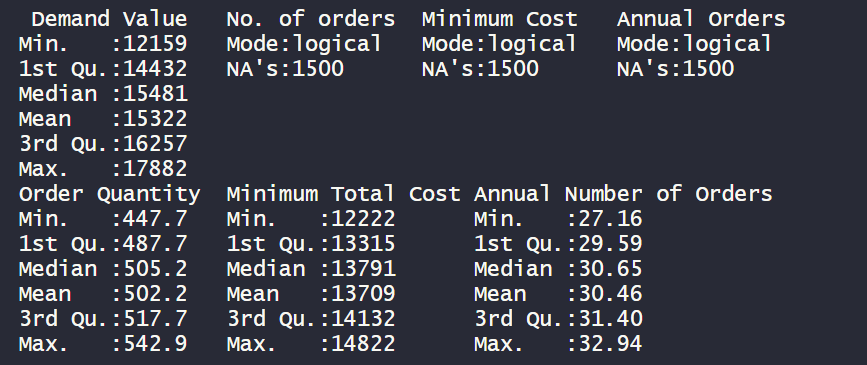 Demand Value   No. of orders  Minimum Cost   Annual Orders
Min.   :12159   Mode:logical   Mode:logical   Mode:logical
1st Qu.:14432   NA's:1500      NA's:1500      NA's:1500
Median :15481
Mean   :15322
3rd Qu.:16257
Max.   :17882
Order Quantity  Minimum Total Cost Annual Number of Orders
Min.   :447.7   Min.   :12222      Min.   :27.16
1st Qu.:487.7   1st Qu.:13315      1st Qu.:29.59
Median :505.2   Median :13791      Median :30.65
Mean   :502.2   Mean   :13709      Mean   :30.46
3rd Qu.:517.7   3rd Qu.:14132      3rd Qu.:31.40
Max.   :542.9   Max.   :14822      Max.   :32.94